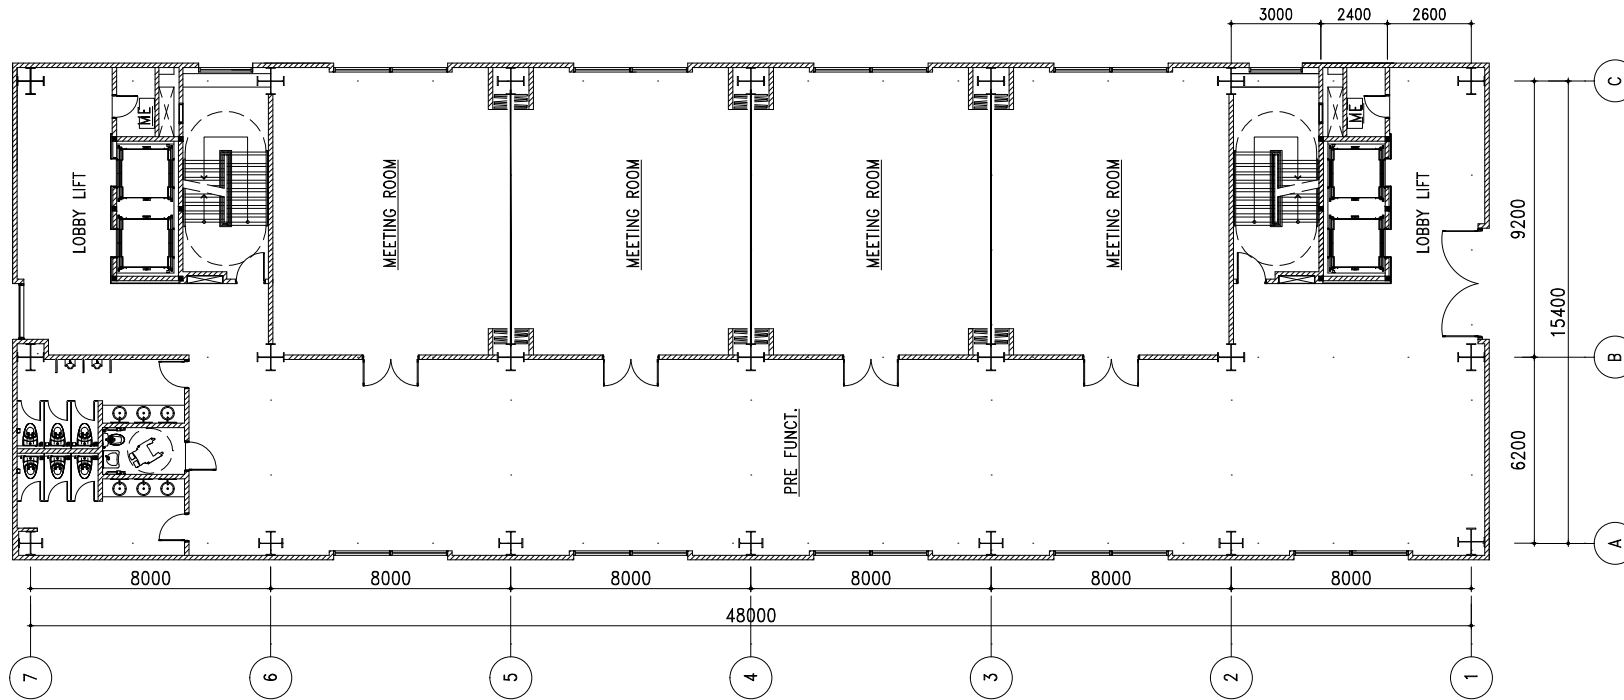 3000
2400
2600
C
ME
ME
LOBBY LIFT
MEETING ROOM
MEETING ROOM
MEETING ROOM
MEETING ROOM
LOBBY LIFT
9200
15400
B
PRE FUNCT.
6200
A
8000
8000
8000
8000
8000
8000
48000
7
6
5
4
3
2
1